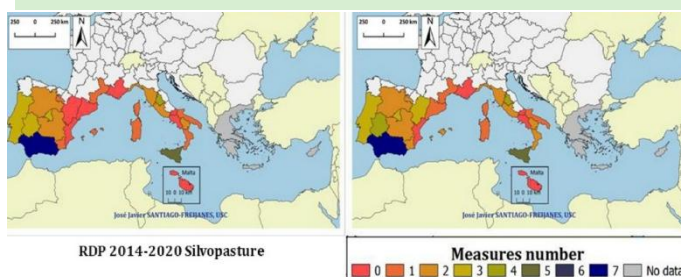 250 0 250 km
N
250 0 250 km
N
Malta
10 0 10 km
Malta
10 0 10 km
José Javier SANTIAGO-FREIJANES, USC
José Javier SANTIAGO-FREIJANES, USC
RDP 2014-2020 Silvopasture
Measures number
0 1 2 3 4 5 6 7 No data